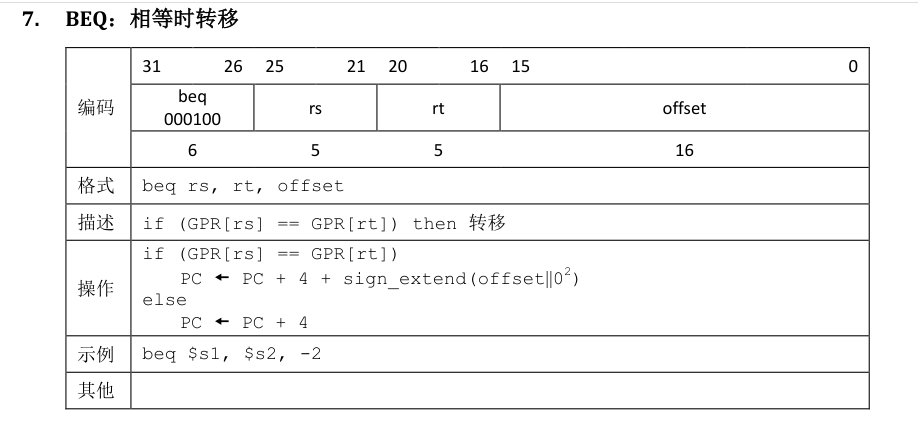 7. BEQ：相等时转移
31 26 25 21 20 16 15 0
编码
beq
000100
rs rt offset
6 5 5 16
格式 beq rs, rt, offset
描述 if (GPR[rs] == GPR[rt]) then 转移
操作
if (GPR[rs] == GPR[rt])
PC ← PC + 4 + sign_extend(offset||0²)
else
PC ← PC + 4
示例 beq $s1, $s2, -2
其他